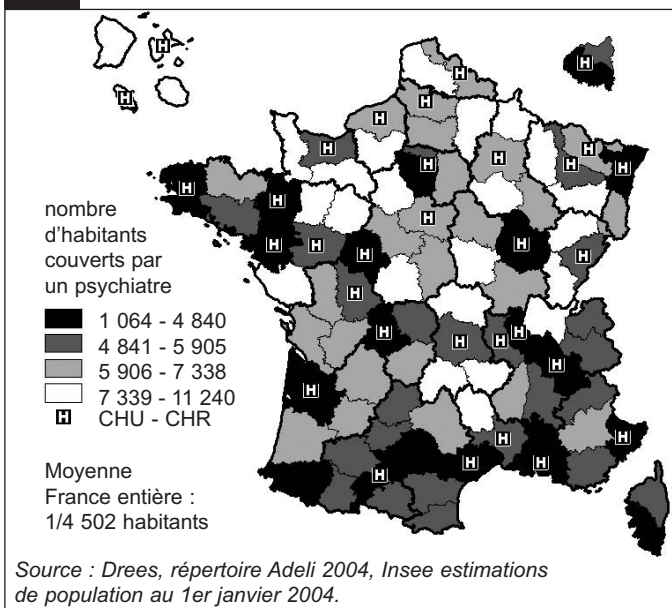 nombre
d'habitants
couverts par
un psychiatre
1 064 - 4 840
4 841 - 5 905
5 906 - 7 338
7 339 - 11 240
H CHU - CHR
Moyenne
France entière :
1/4 502 habitants
Source : Drees, répertoire Adeli 2004, Insee estimations
de population au 1er janvier 2004.